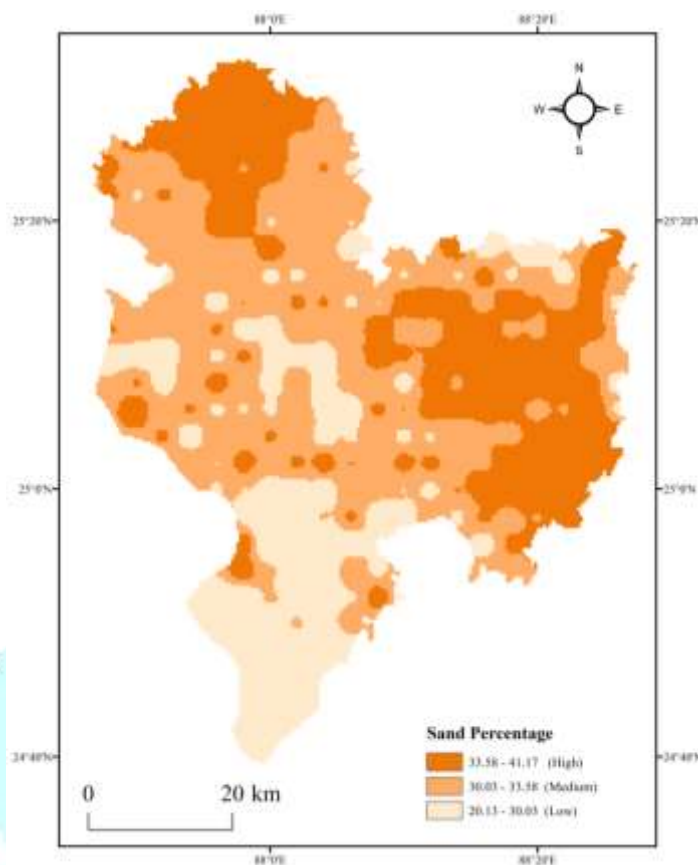 88°0'E 88°20'E
N
W E
S
25°20'N 25°20'N
25°0'N 25°0'N
24°40'N 24°40'N
Sand Percentage
33.58 - 41.17 (High)
30.03 - 33.58 (Medium)
20.13 - 30.03 (Low)
0 20 km
88°0'E 88°20'E